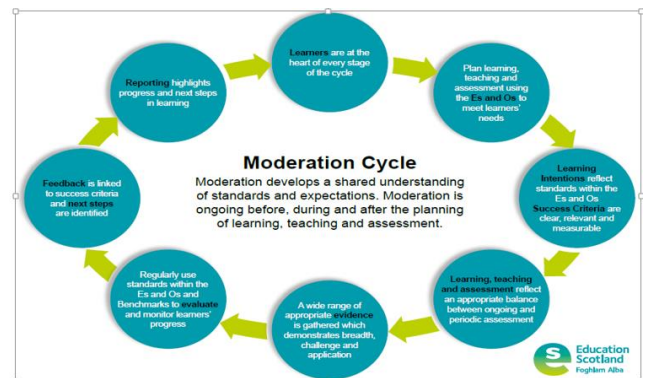 Learners are at the
heart of every stage
of the cycle
Plan learning,
teaching and
assessment using
the Es and Os to
meet learners'
needs
Learning
Intentions reflect
standards within the
Es and Os
Success Criteria are
clear, relevant and
measurable
Learning, teaching
and assessment reflect
an appropriate balance
between ongoing and
periodic assessment
A wide range of
appropriate evidence
is gathered which
demonstrates breadth,
challenge and
application
Regularly use
standards within the
Es and Os and
Benchmarks to evaluate
and monitor learners'
progress
Feedback is linked
to success criteria
and next steps
are identified
Reporting highlights
progress and next steps
in learning
Moderation Cycle
Moderation develops a shared understanding
of standards and expectations. Moderation is
ongoing before, during and after the planning
of learning, teaching and assessment.
Education
Scotland
Foghlam Alba